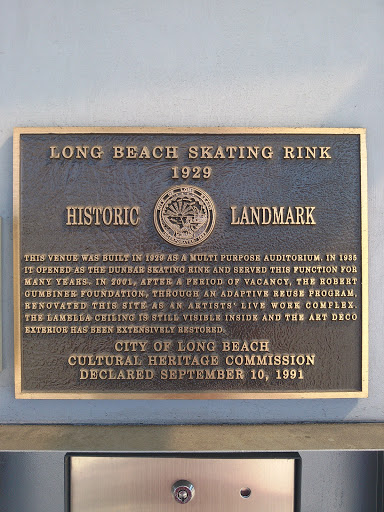 LONG BEACH SKATING RINK
1929
HISTORIC LANDMARK
THIS VENUE WAS BUILT IN 1929 AS A MULTI PURPOSE AUDITORIUM. IN 1935
IT OPENED AS THE DUNBAR SKATING RINK AND SERVED THIS FUNCTION FOR
MANY YEARS. IN 2001, AFTER A PERIOD OF VACANCY, THE ROBERT
GUMBINER FOUNDATION, THROUGH AN ADAPTIVE REUSE PROGRAM,
RENOVATED THIS SITE AS AN ARTISTS' LIVE WORK COMPLEX.
THE LAMELLA CEILING IS STILL VISIBLE INSIDE AND THE ART DECO
EXTERIOR HAS BEEN EXTENSIVELY RESTORED.
CITY OF LONG BEACH
CULTURAL HERITAGE COMMISSION
DECLARED SEPTEMBER 10, 1991